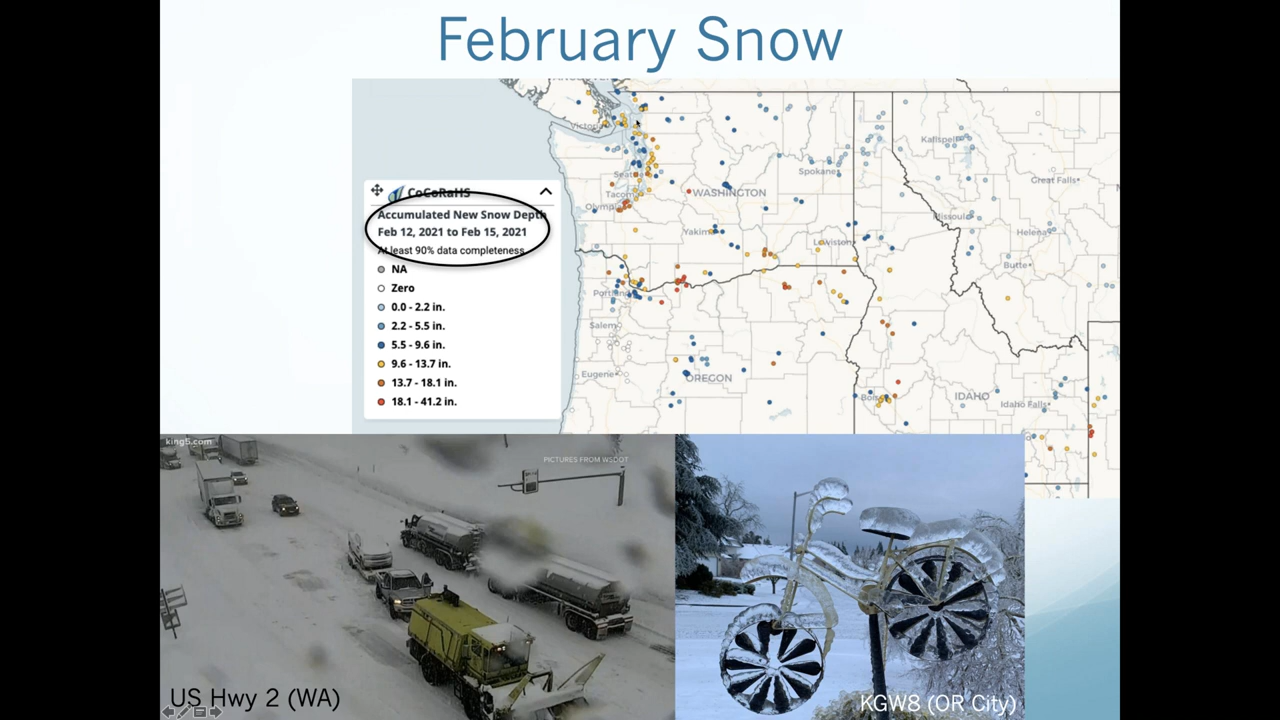 February Snow
Victoria
Kalispell
Seattle
Spokane
Great Falls
Tacoma
WASHINGTON
CoCoRaHS
Olympia
Missoula
Accumulated New Snow Depth
Feb 12, 2021 to Feb 15, 2021
Yakima
Helena
Lewiston
At least 90% data completeness
Butte
NA
Zero
Portland
0.0 - 2.2 in.
2.2 - 5.5 in.
Salem
5.5 - 9.6 in.
9.6 - 13.7 in.
Eugene
OREGON
13.7 - 18.1 in.
Boise
IDAHO
18.1 - 41.2 in.
Idaho Falls
king5.com
PICTURES FROM WSDOT
US Hwy 2 (WA)
KGW8 (OR City)